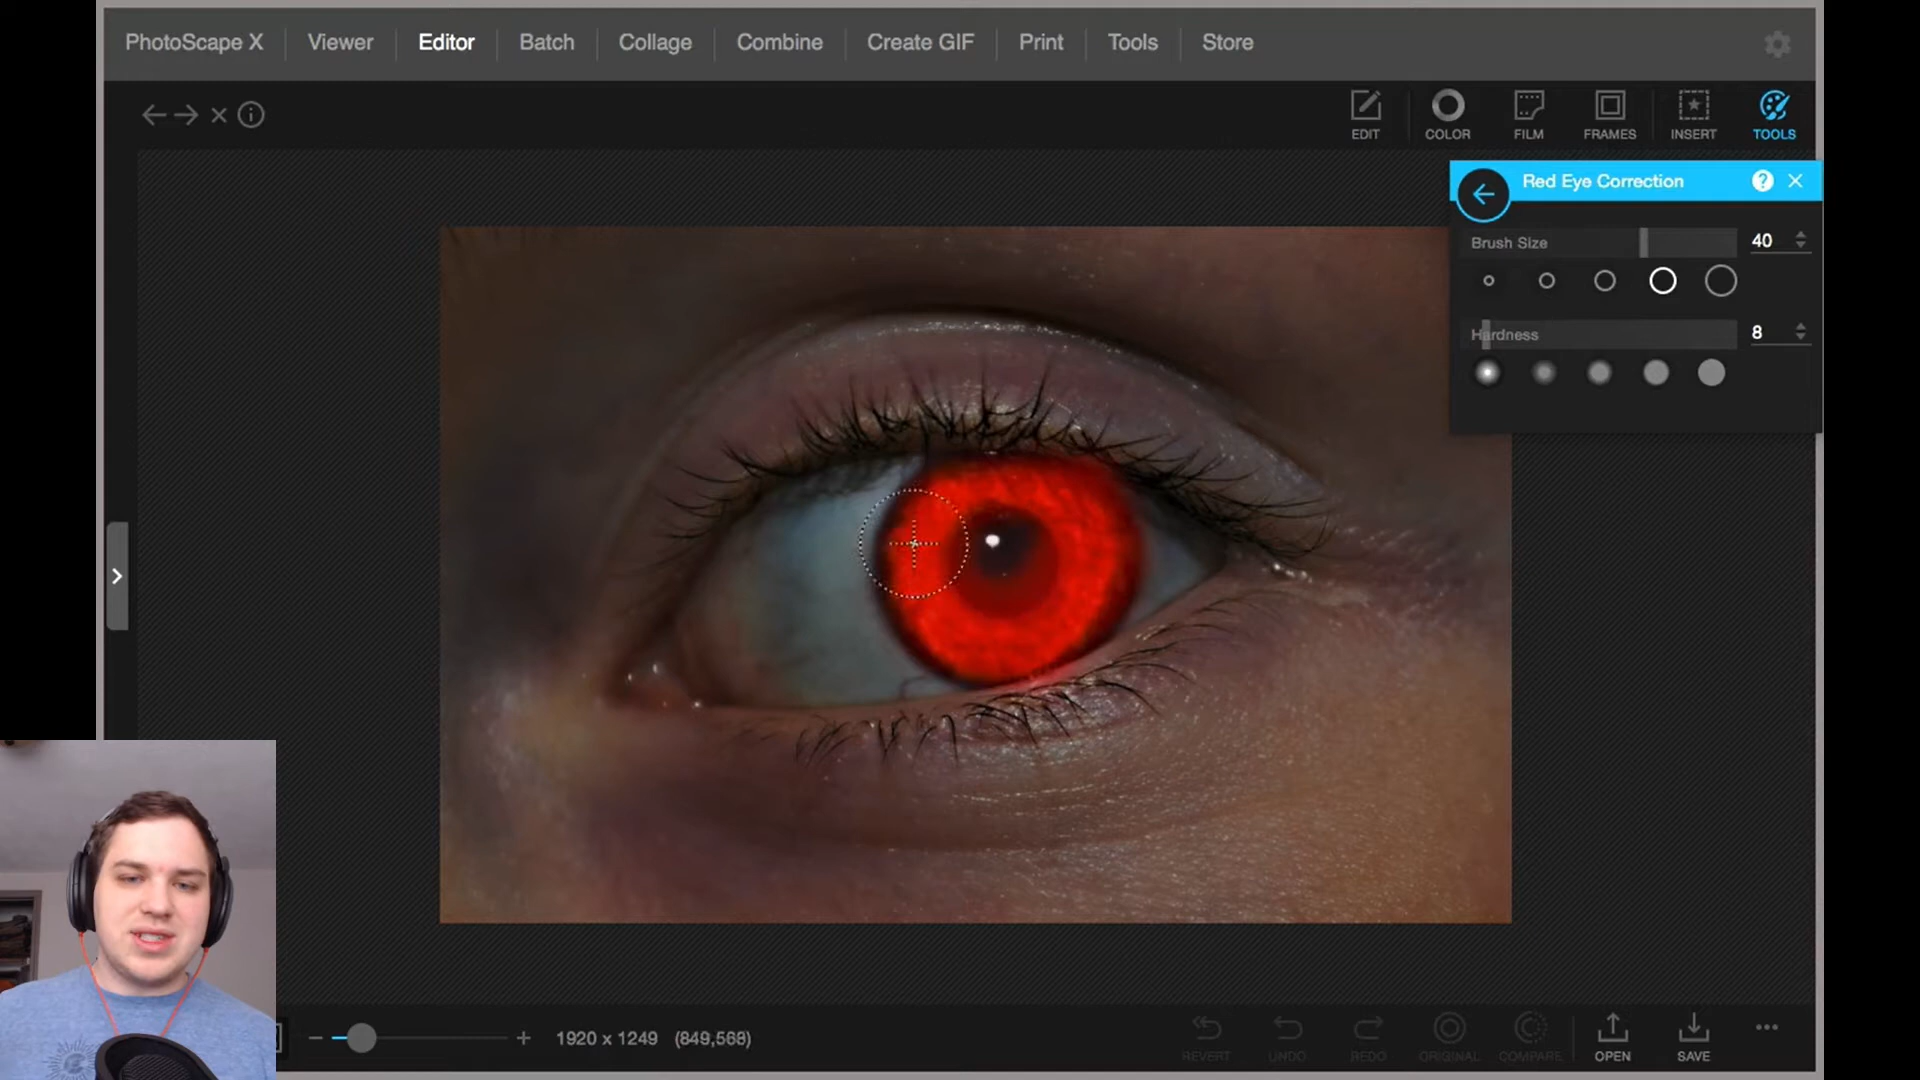 PhotoScape X Viewer Editor Batch Collage Combine Create GIF Print Tools Store
EDIT COLOR FILM FRAMES INSERT TOOLS
Red Eye Correction ?
Brush Size 40
Hardness 8
1920 x 1249 (849,568)
REVERT UNDO REDO ORIGINAL COMPARE OPEN SAVE